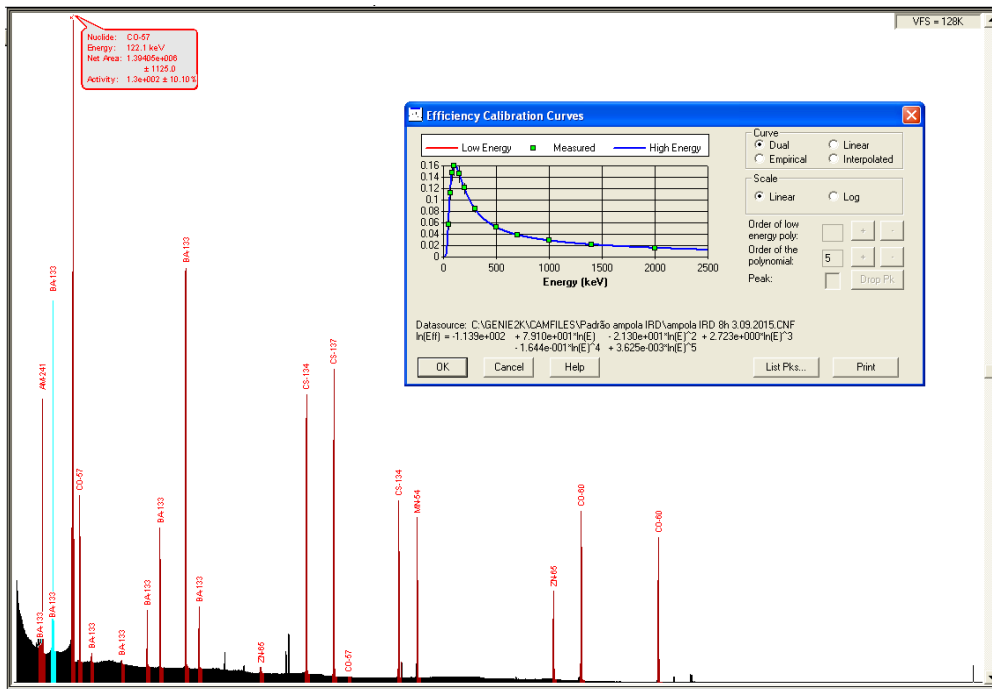 VFS = 128K
Nuclide: CO-57
Energy: 122.1 keV
Net Area: 1.39405e+006
± 1125.0
Activity: 1.3e+002 ± 10.10%
Efficiency Calibration Curves
Low Energy Measured High Energy
0.16
0.14
0.12
0.1
0.08
0.06
0.04
0.02
0
0 500 1000 1500 2000 2500
Energy (keV)
Curve
Dual Linear
Empirical Interpolated
Scale
Linear Log
Order of low
energy poly: + -
Order of the
polynomial: 5 + -
Peak: Drop Pk
Datasource: C:\GENIE2K\CAMFILES\Padrão ampola IRD\ampola IRD 8h 3.09.2015.CNF
ln(Eff) = -1.139e+002 + 7.910e+001*ln(E) - 2.130e+001*ln(E)^2 + 2.723e+000*ln(E)^3
- 1.644e-001*ln(E)^4 + 3.625e-003*ln(E)^5
OK Cancel Help List Pks... Print
BA-133
AM-241
BA-133
BA-133
CO-57
BA-133
BA-133
BA-133
BA-133
BA-133
BA-133
ZN-65
CS-134
CS-137
CO-57
CS-134
MN-54
ZN-65
CO-60
CO-60